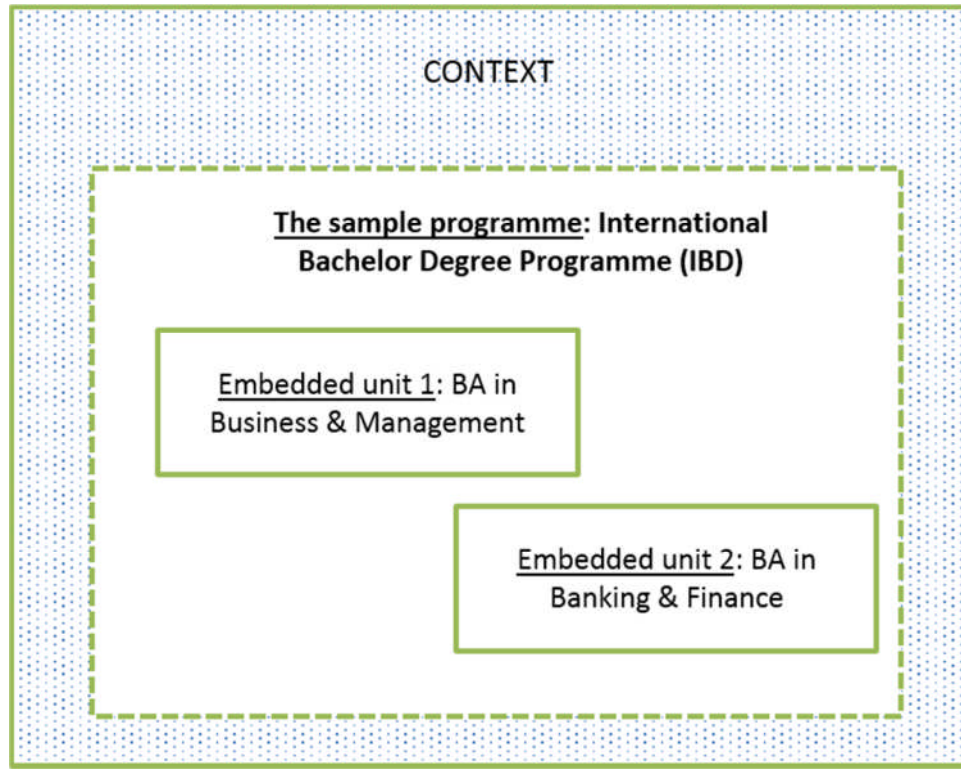 CONTEXT
The sample programme: International
Bachelor Degree Programme (IBD)
Embedded unit 1: BA in
Business & Management
Embedded unit 2: BA in
Banking & Finance